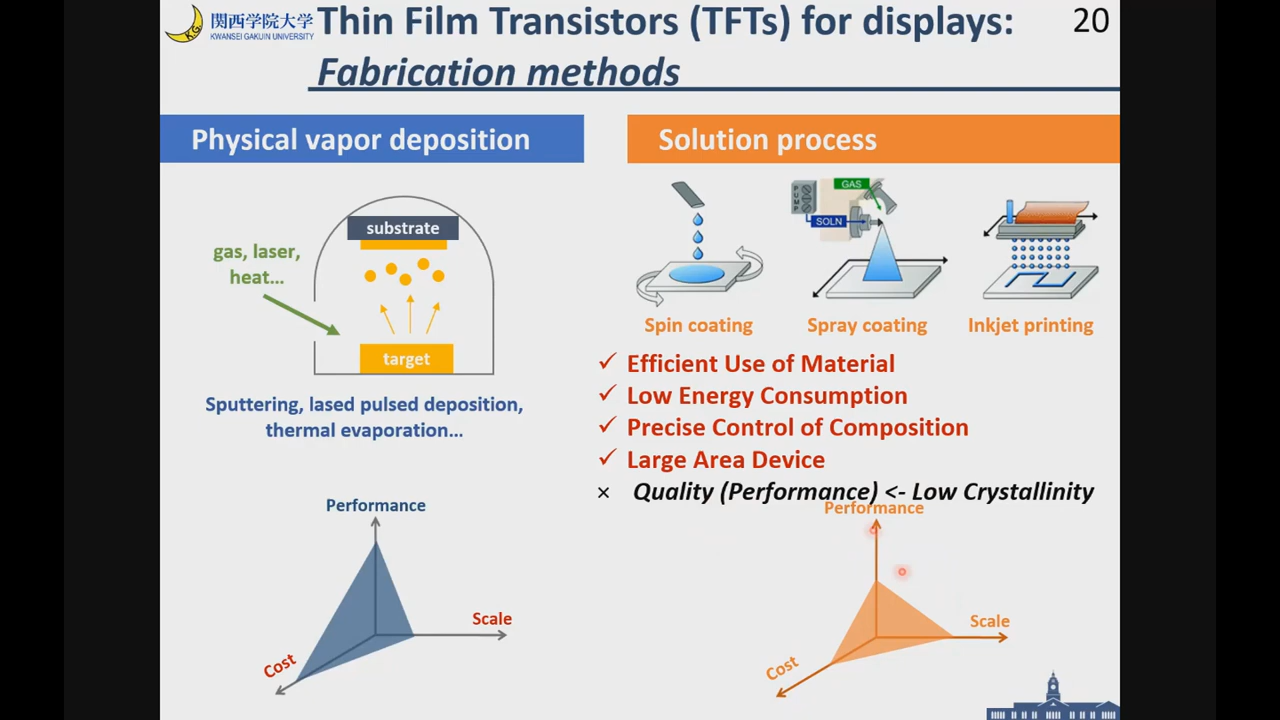 関西学院大学
KWANSEI GAKUIN UNIVERSITY
Thin Film Transistors (TFTs) for displays:
Fabrication methods
20
Physical vapor deposition
substrate
gas, laser,
heat...
target
Sputtering, lased pulsed deposition,
thermal evaporation...
Performance
Scale
Cost
Solution process
PUMP
GAS
SOLN
Spin coating
Spray coating
Inkjet printing
✓ Efficient Use of Material
✓ Low Energy Consumption
✓ Precise Control of Composition
✓ Large Area Device
× Quality (Performance) <- Low Crystallinity
Performance
Scale
Cost